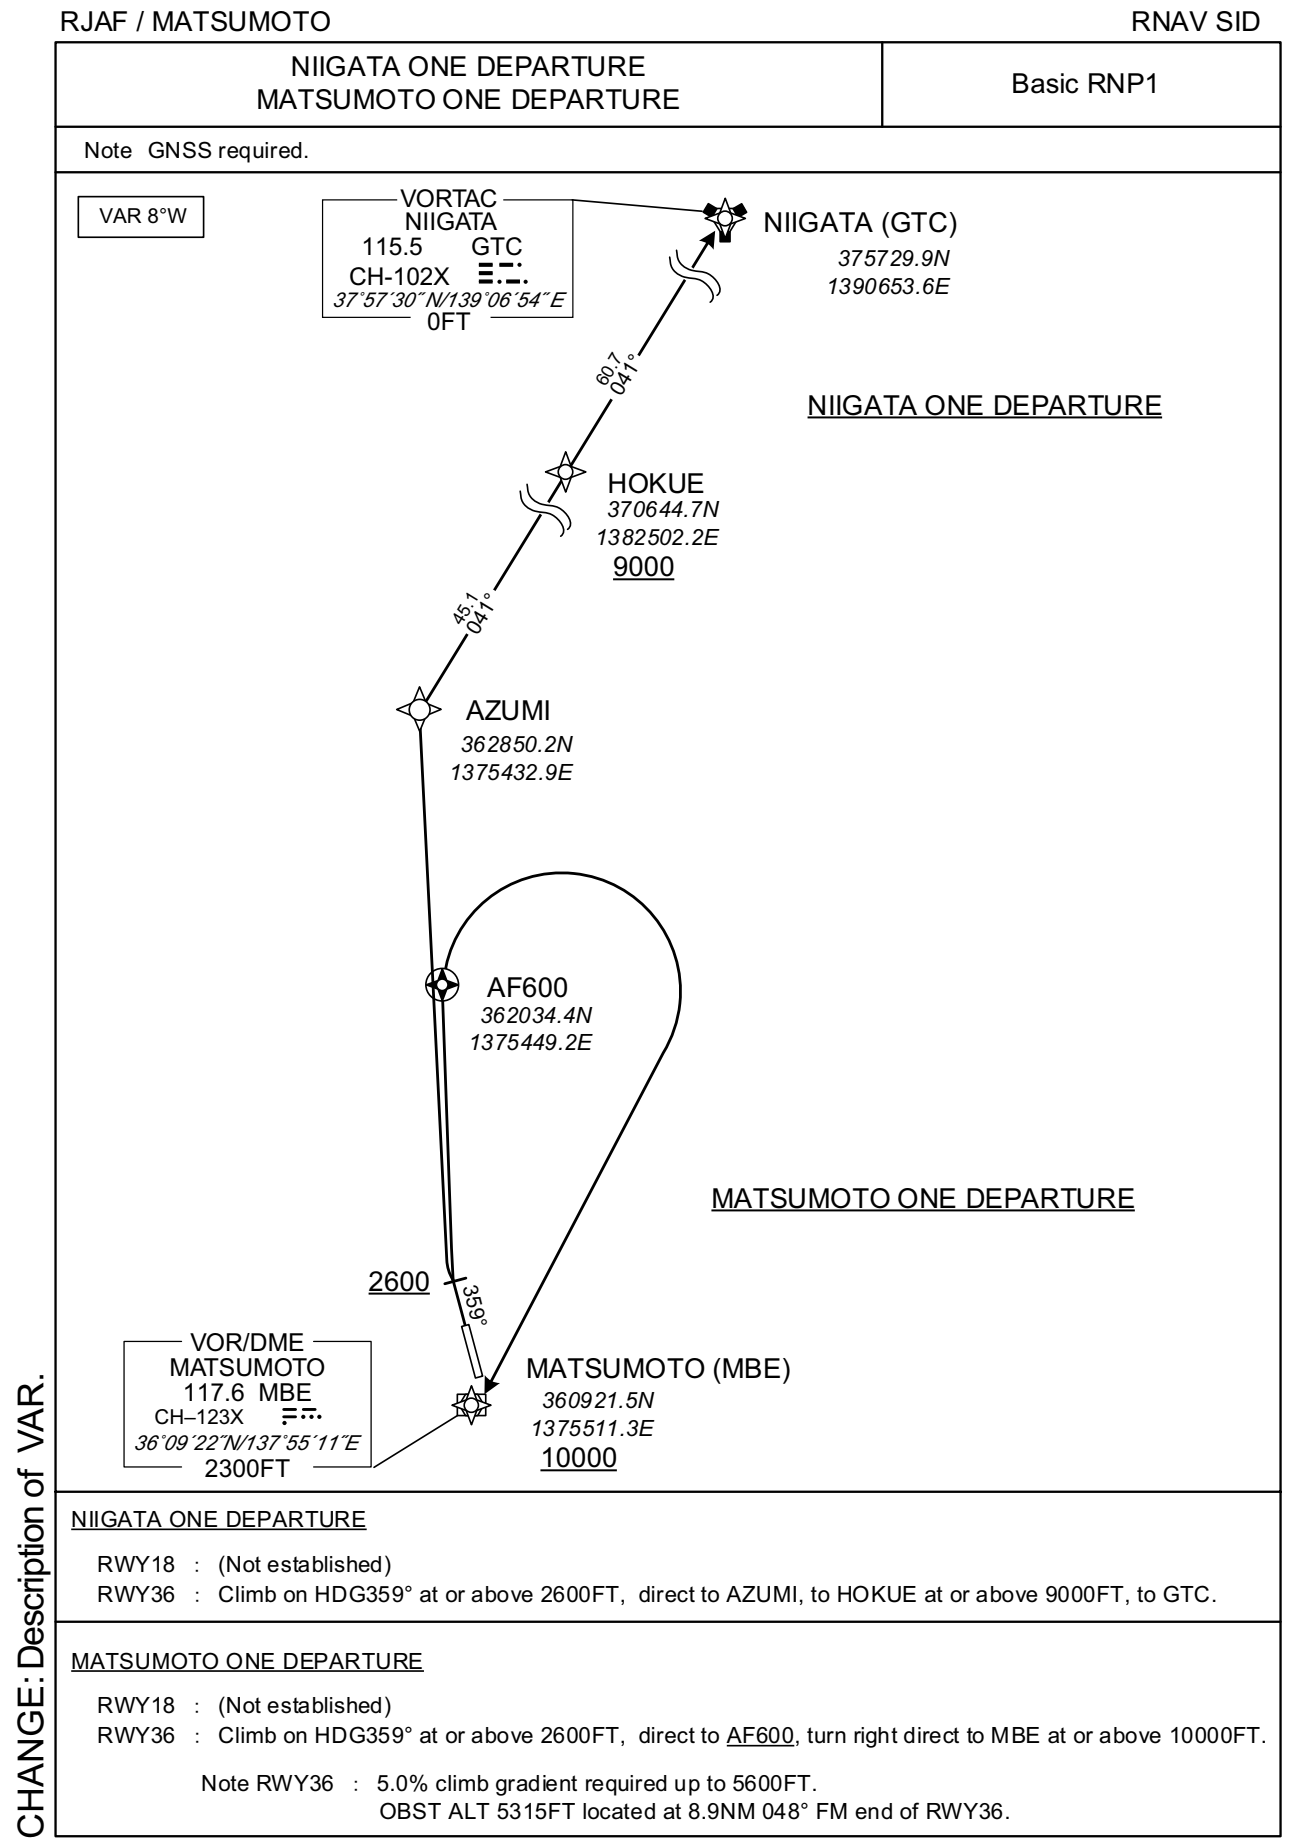 RJAF / MATSUMOTO
RNAV SID
NIIGATA ONE DEPARTURE
MATSUMOTO ONE DEPARTURE
Basic RNP1
Note GNSS required.
VAR 8°W
VORTAC
NIIGATA
115.5 GTC
CH-102X
37°57′30″N/139°06′54″E
0FT
NIIGATA (GTC)
375729.9N
1390653.6E
60.7
041°
NIIGATA ONE DEPARTURE
HOKUE
370644.7N
1382502.2E
9000
45.1
041°
AZUMI
362850.2N
1375432.9E
AF600
362034.4N
1375449.2E
MATSUMOTO ONE DEPARTURE
2600
359°
VOR/DME
MATSUMOTO
117.6 MBE
CH–123X
36°09′22″N/137°55′11″E
2300FT
MATSUMOTO (MBE)
360921.5N
1375511.3E
10000
NIIGATA ONE DEPARTURE
RWY18 : (Not established)
RWY36 : Climb on HDG359° at or above 2600FT, direct to AZUMI, to HOKUE at or above 9000FT, to GTC.
MATSUMOTO ONE DEPARTURE
RWY18 : (Not established)
RWY36 : Climb on HDG359° at or above 2600FT, direct to AF600, turn right direct to MBE at or above 10000FT.
Note RWY36 : 5.0% climb gradient required up to 5600FT.
OBST ALT 5315FT located at 8.9NM 048° FM end of RWY36.
CHANGE: Description of VAR.